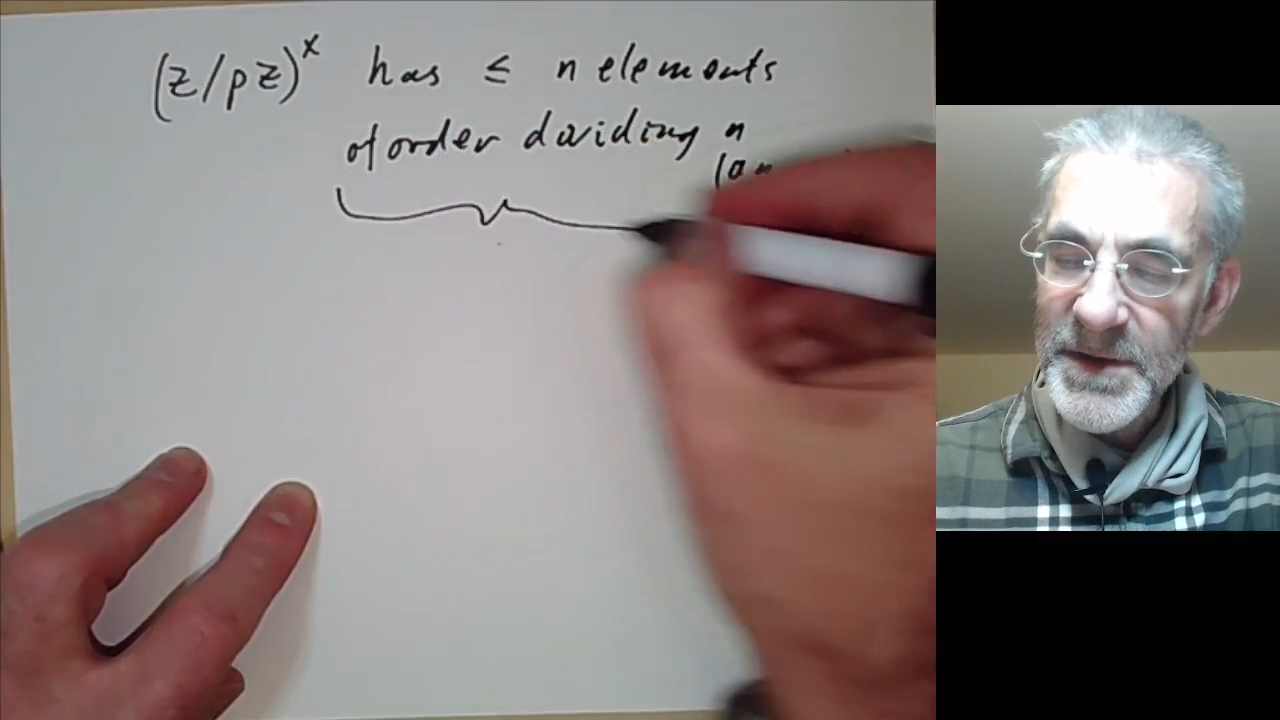 (Z/pZ)^x has ≤ n elements
of order dividing n